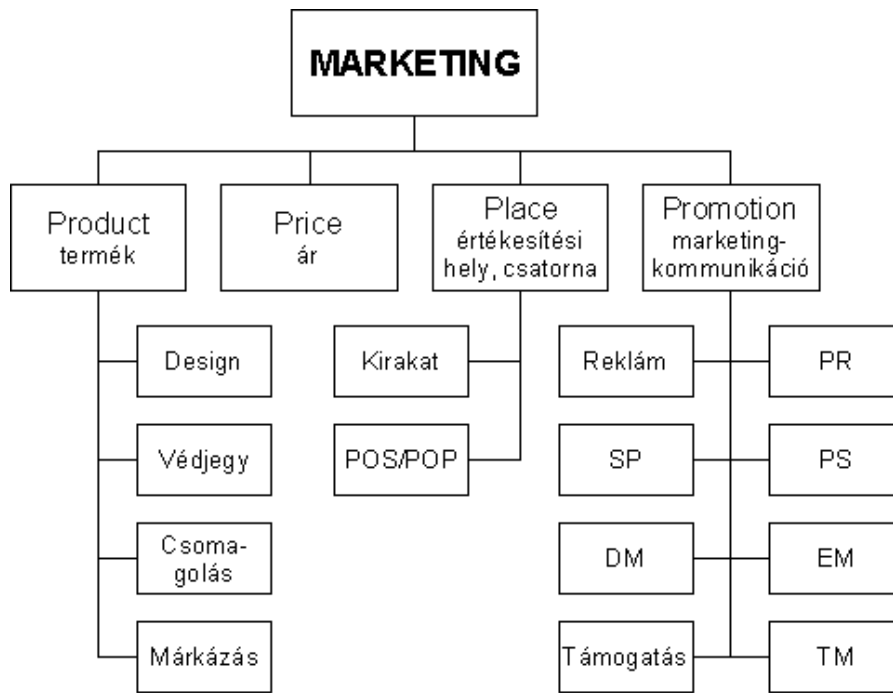 MARKETING
Product
termék
Price
ár
Place
értékesítési
hely, csatorna
Promotion
marketing-
kommunikáció
Design
Kirakat
Reklám
PR
Védjegy
POS/POP
SP
PS
Csoma-
golás
DM
EM
Márkázás
Támogatás
TM